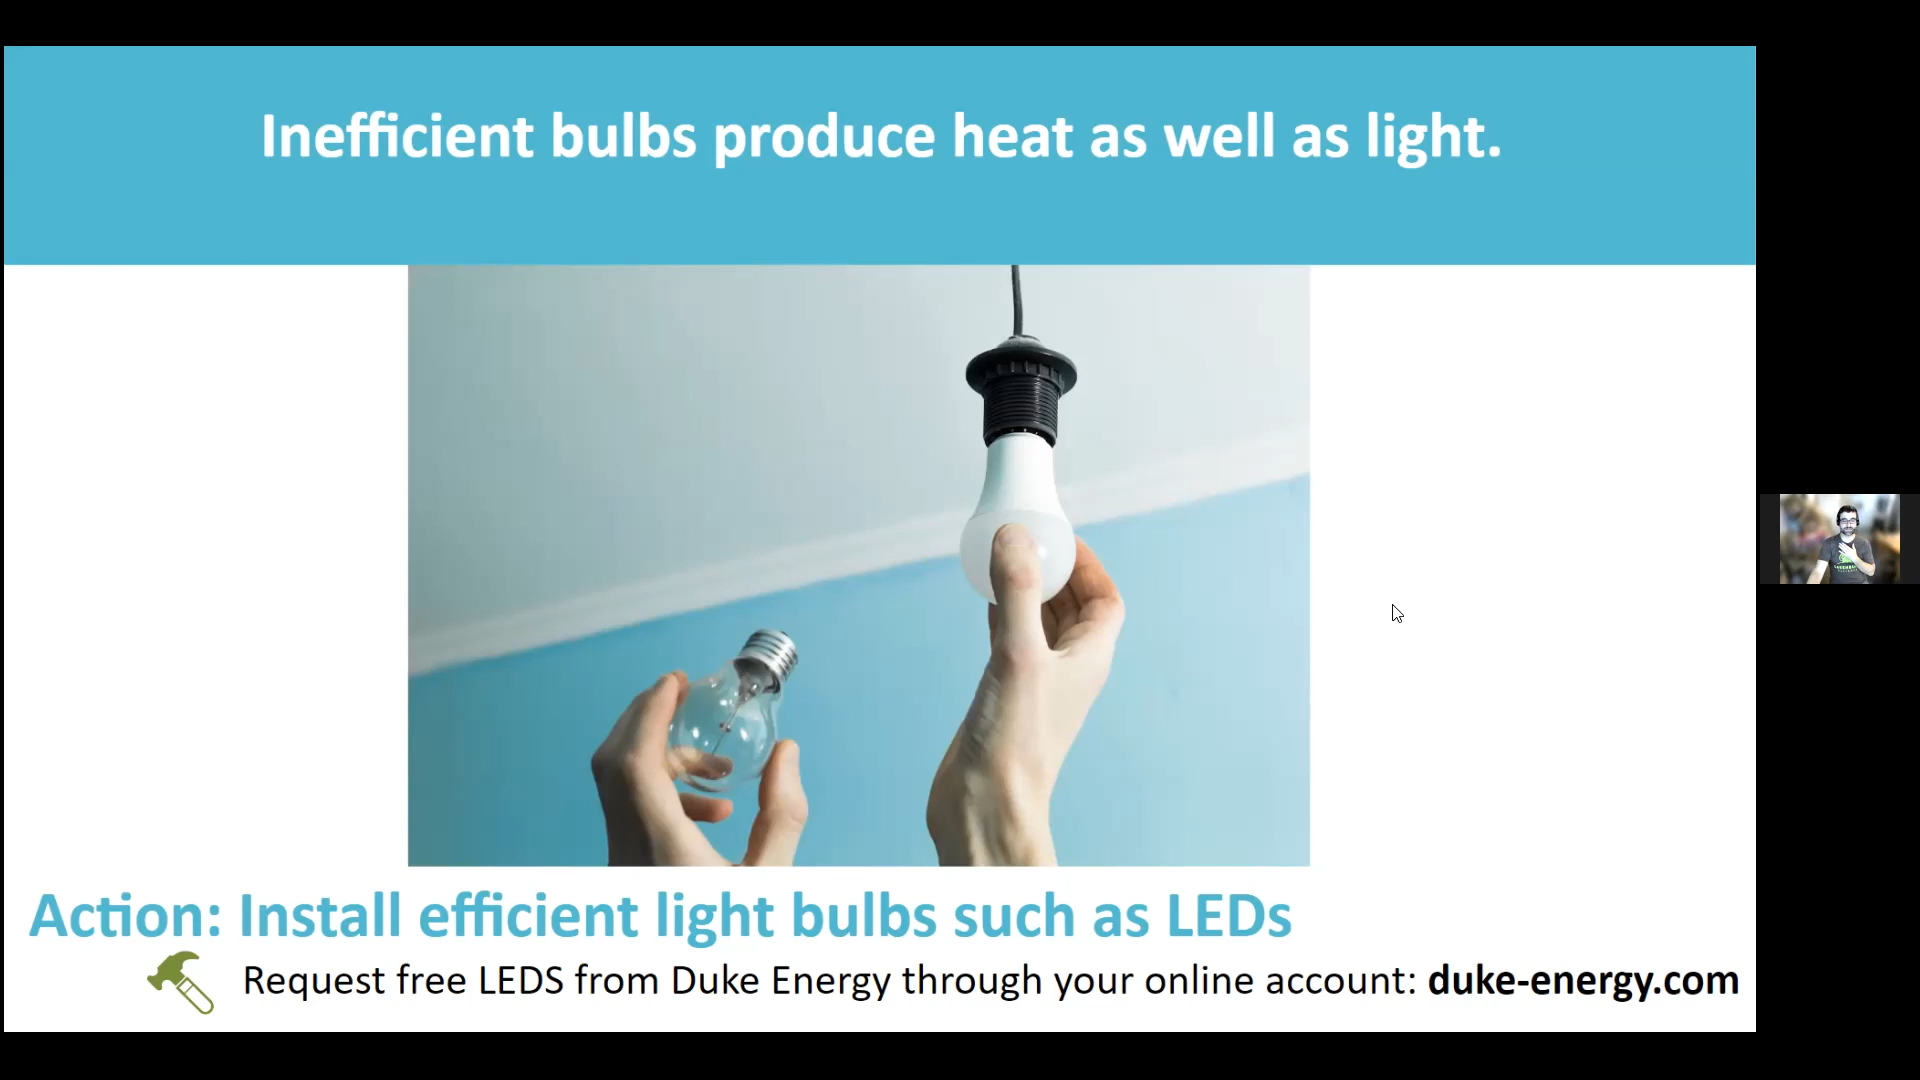 Inefficient bulbs produce heat as well as light.
Action: Install efficient light bulbs such as LEDs
Request free LEDS from Duke Energy through your online account: duke-energy.com